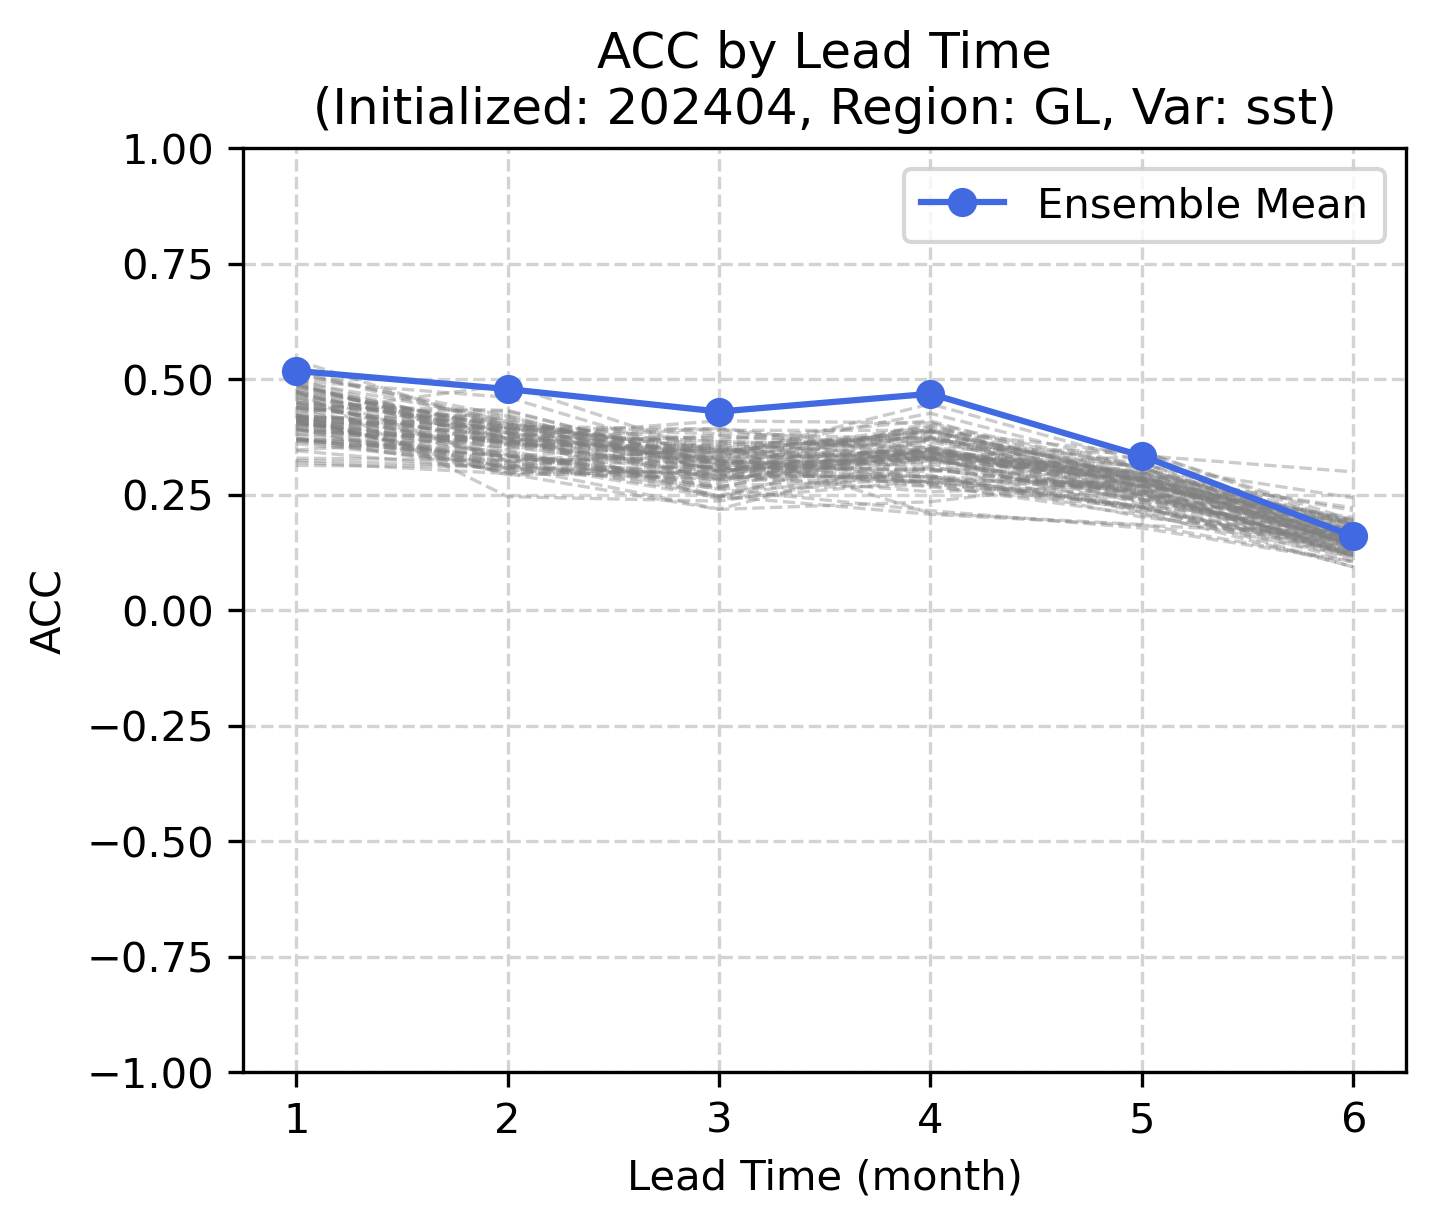 ACC by Lead Time
(Initialized: 202404, Region: GL, Var: sst)
Ensemble Mean
1.00
0.75
0.50
0.25
0.00
−0.25
−0.50
−0.75
−1.00
ACC
1 2 3 4 5 6
Lead Time (month)